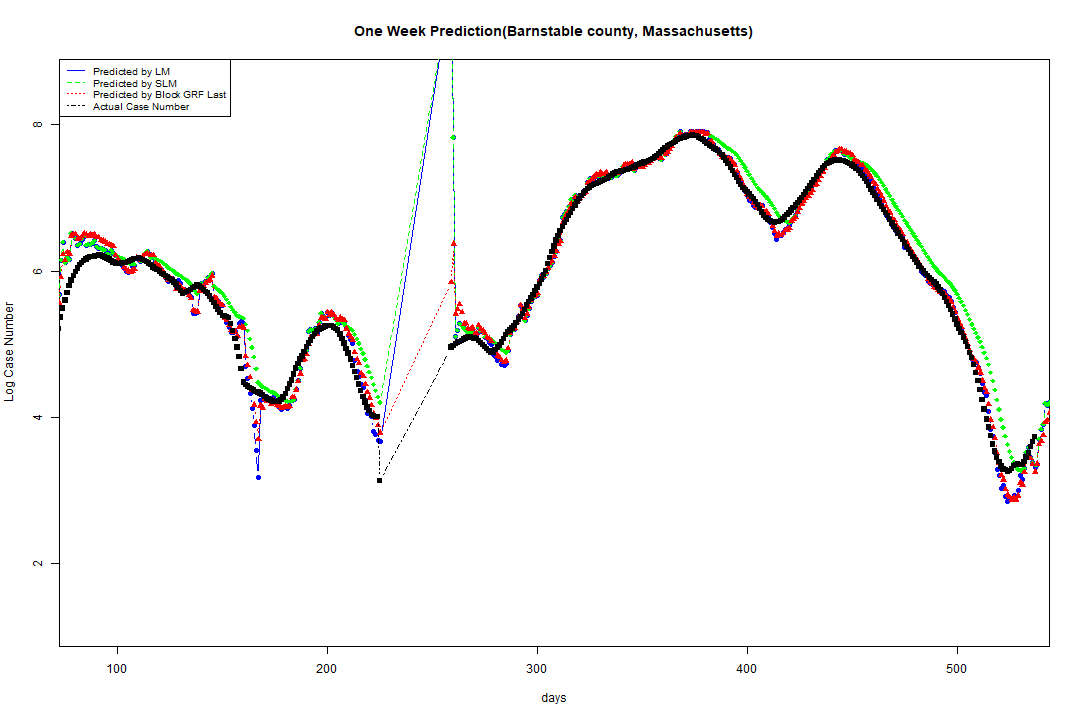 One Week Prediction(Barnstable county, Massachusetts)
Predicted by LM
Predicted by SLM
Predicted by Block GRF Last
Actual Case Number
8
6
4
2
Log Case Number
100 200 300 400 500
days